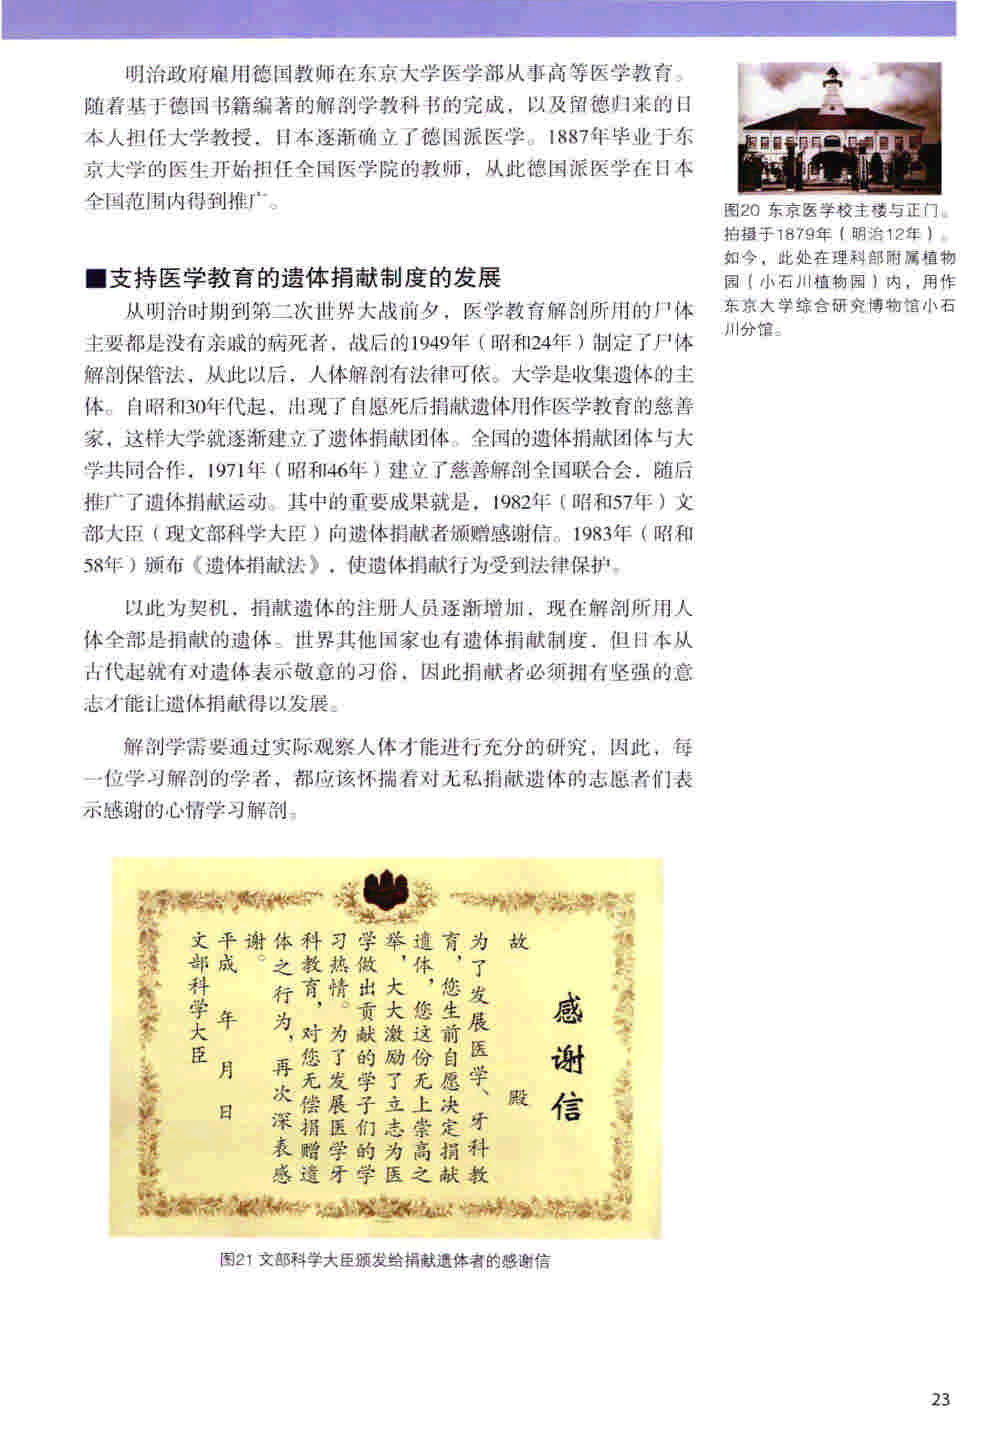 明治政府雇用德国教师在东京大学医学部从事高等医学教育。
随着基于德国书籍编著的解剖学教科书的完成，以及留德归来的日
本人担任大学教授，日本逐渐确立了德国派医学。1887年毕业于东
京大学的医生开始担任全国医学院的教师，从此德国派医学在日本
全国范围内得到推广。
图20 东京医学校主楼与正门。
拍摄于1879年（明治12年）。
如今，此处在理科部附属植物
园（小石川植物园）内，用作
东京大学综合研究博物馆小石
川分馆。
■支持医学教育的遗体捐献制度的发展
从明治时期到第二次世界大战前夕，医学教育解剖所用的尸体
主要都是没有亲戚的病死者，战后的1949年（昭和24年）制定了尸体
解剖保管法，从此以后，人体解剖有法律可依。大学是收集遗体的主
体。自昭和30年代起，出现了自愿死后捐献遗体用作医学教育的慈善
家，这样大学就逐渐建立了遗体捐献团体。全国的遗体捐献团体与大
学共同合作，1971年（昭和46年）建立了慈善解剖全国联合会，随后
推广了遗体捐献运动。其中的重要成果就是，1982年（昭和57年）文
部大臣（现文部科学大臣）向遗体捐献者颁赠感谢信。1983年（昭和
58年）颁布《遗体捐献法》，使遗体捐献行为受到法律保护。
以此为契机，捐献遗体的注册人员逐渐增加，现在解剖所用人
体全部是捐献的遗体。世界其他国家也有遗体捐献制度，但日本从
古代起就有对遗体表示敬意的习俗，因此捐献者必须拥有坚强的意
志才能让遗体捐献得以发展。
解剖学需要通过实际观察人体才能进行充分的研究，因此，每
一位学习解剖的学者，都应该怀揣着对无私捐献遗体的志愿者们表
示感谢的心情学习解剖。
感谢信
故 殿
为了发展医学、牙科教
育，您生前自愿决定捐献
遗体，您这份无上崇高之
举，大大激励了立志为医
学做出贡献的学子们的学
习热情。为了发展医学牙
科教育，对您无偿捐赠遗
体之行为，再次深表感
谢。
平成 年 月 日
文部科学大臣
图21 文部科学大臣颁发给捐献遗体者的感谢信
23